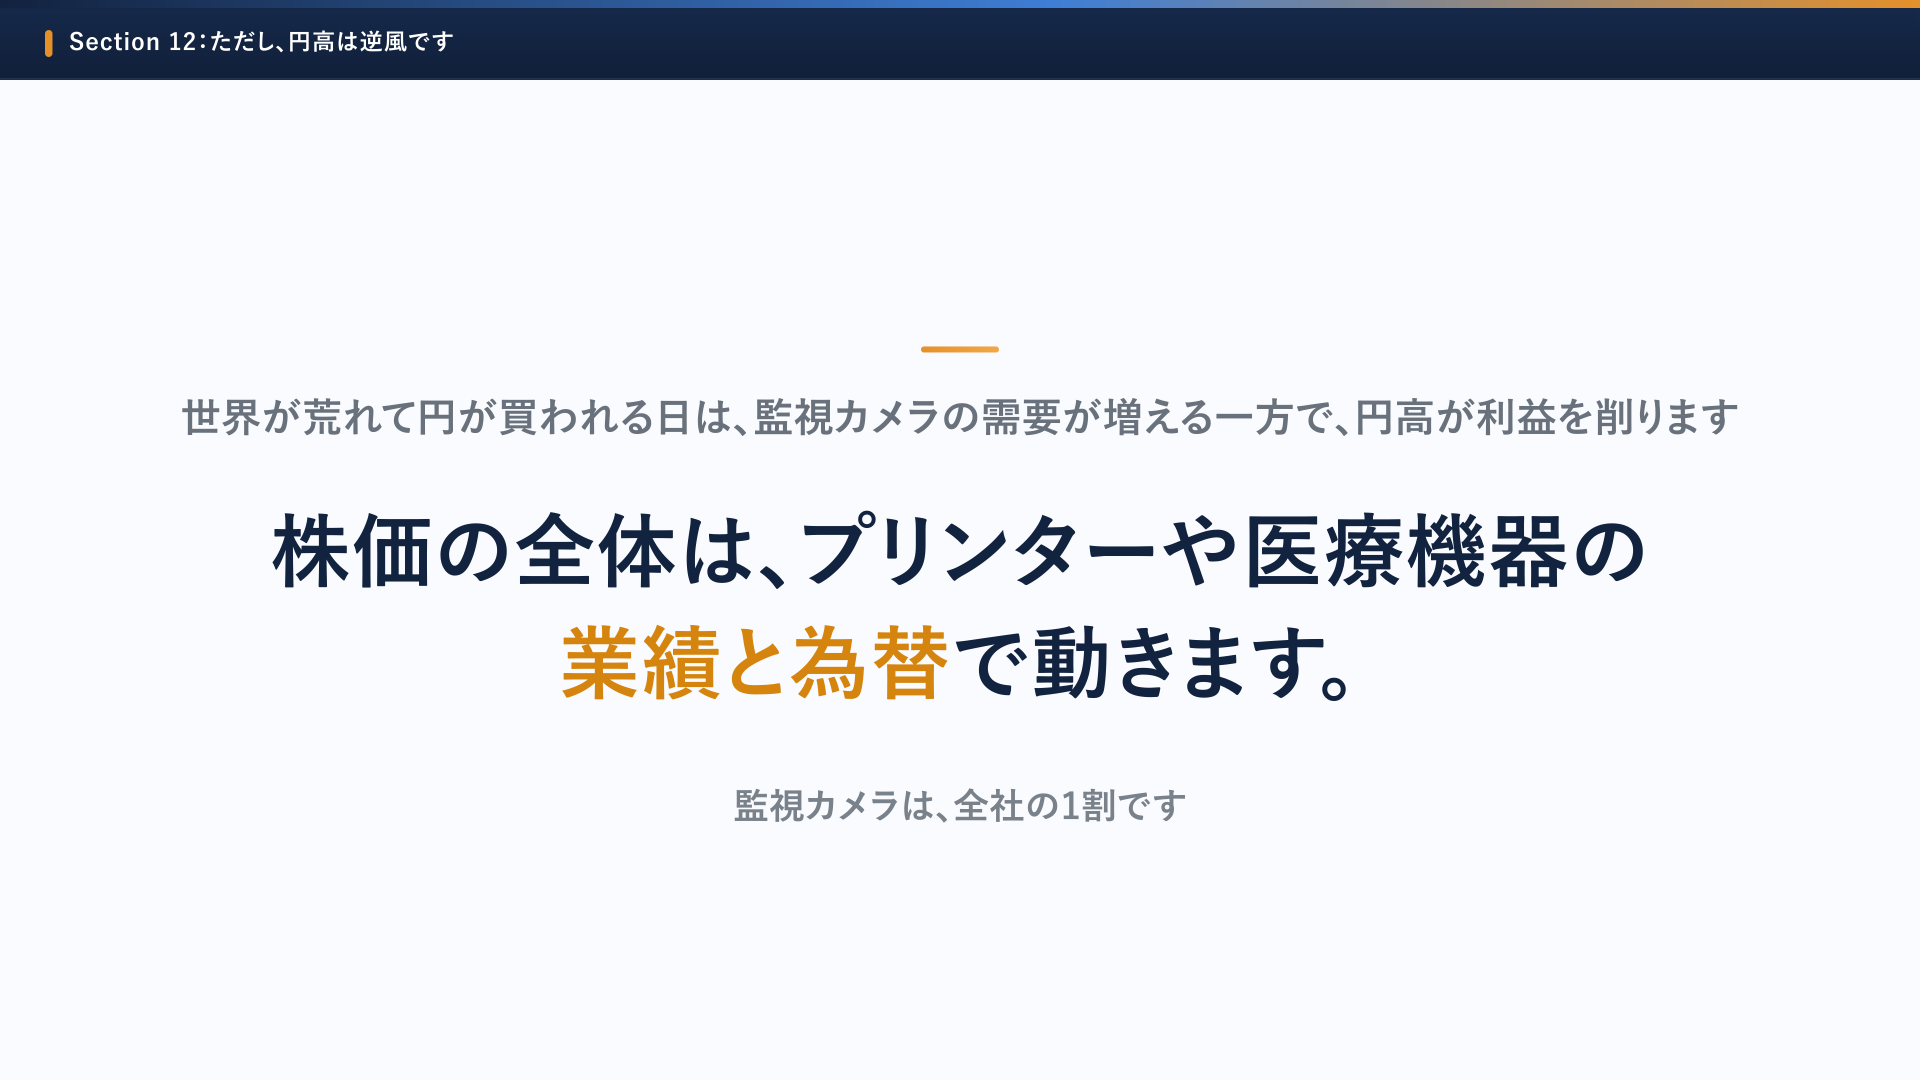 Section 12：ただし、円高は逆風です
世界が荒れて円が買われる日は、監視カメラの需要が増える一方で、円高が利益を削ります
株価の全体は、プリンターや医療機器の
業績と為替で動きます。
監視カメラは、全社の1割です